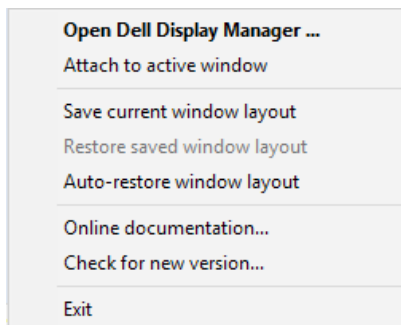 Open Dell Display Manager ...
Attach to active window
Save current window layout
Restore saved window layout
Auto-restore window layout
Online documentation...
Check for new version...
Exit